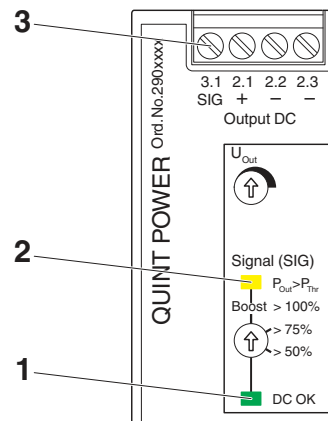 3
3.1 2.1 2.2 2.3
SIG + – –
Output DC
QUINT POWER Ord.No.290xxxx
UOut
2
Signal (SIG)
POut>PThr
Boost > 100%
> 75%
> 50%
1
DC OK